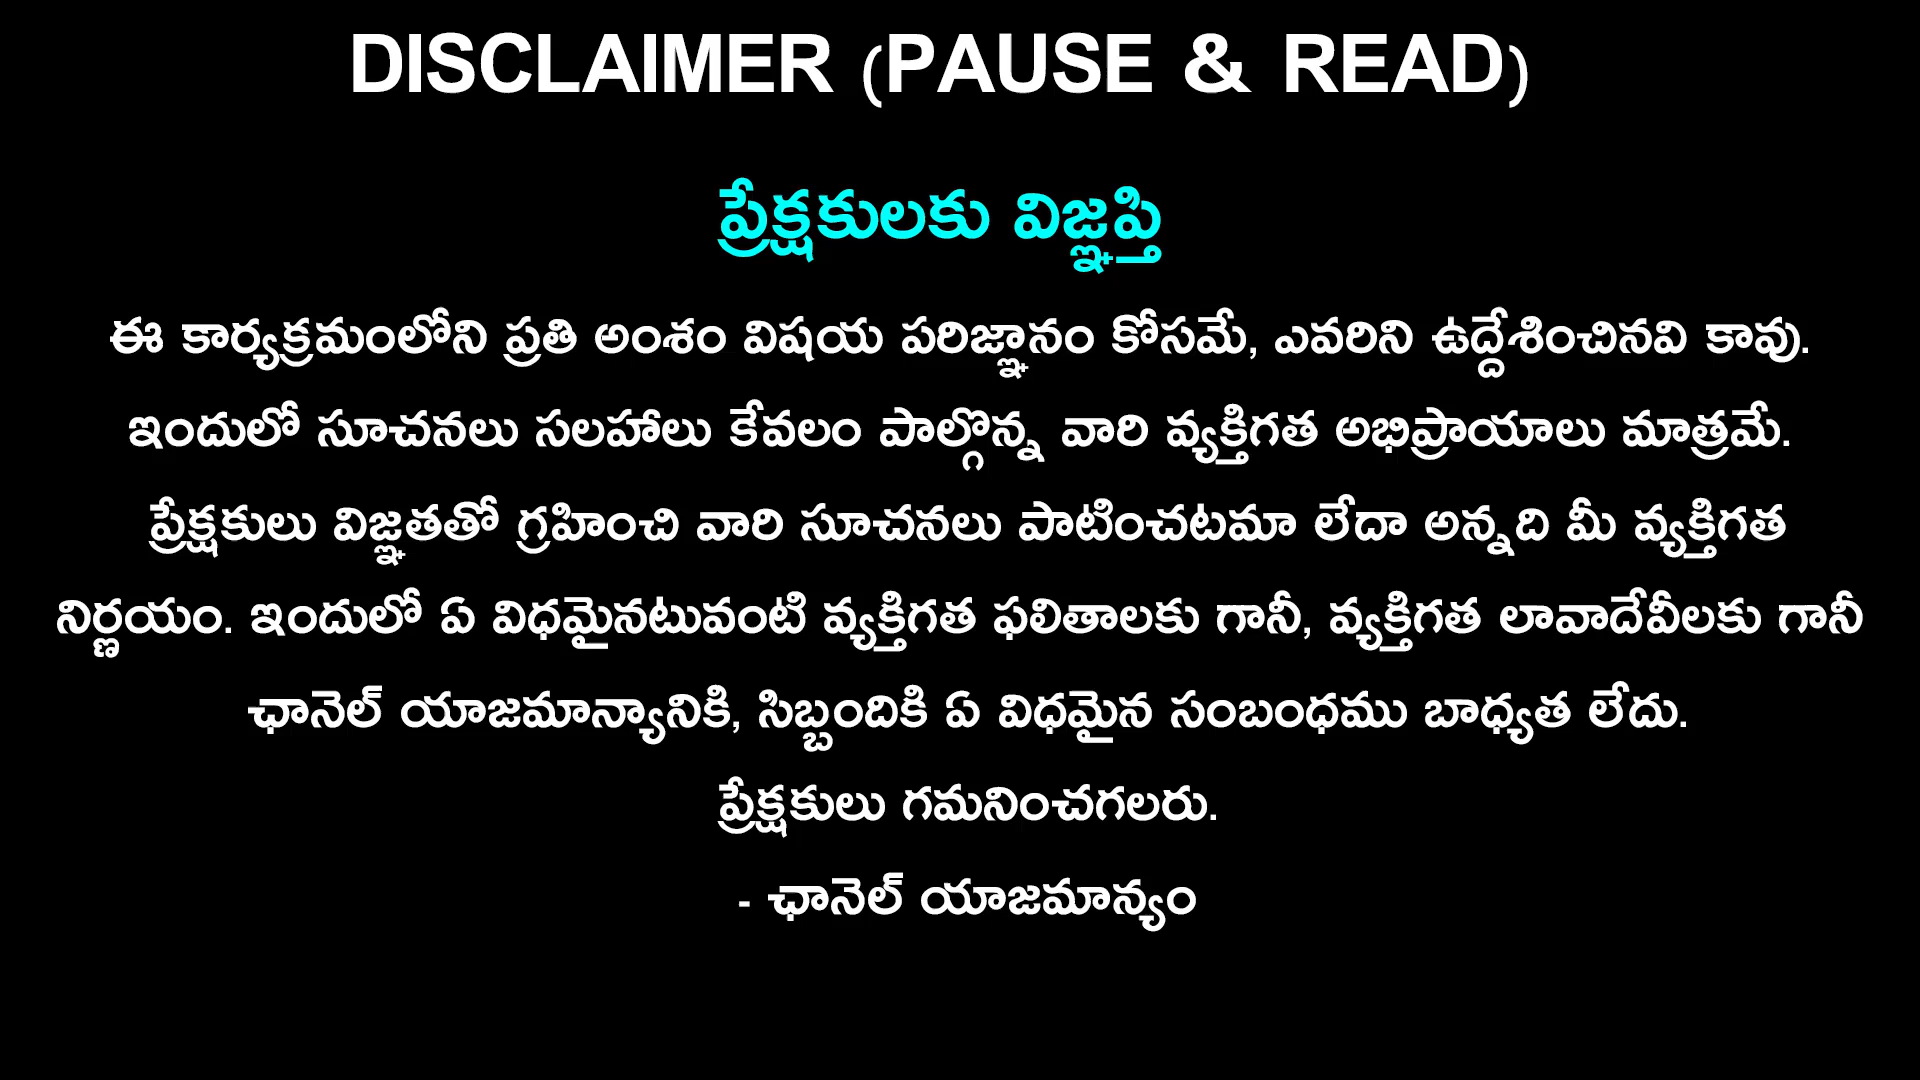 DISCLAIMER (PAUSE & READ)
ప్రేక్షకులకు విజ్ఞప్తి
ఈ కార్యక్రమంలోని ప్రతి అంశం విషయ పరిజ్ఞానం కోసమే, ఎవరిని ఉద్దేశించినవి కావు.
ఇందులో సూచనలు సలహాలు కేవలం పాల్గొన్న వారి వ్యక్తిగత అభిప్రాయాలు మాత్రమే.
ప్రేక్షకులు విజ్ఞతతో గ్రహించి వారి సూచనలు పాటించటమా లేదా అన్నది మీ వ్యక్తిగత
నిర్ణయం. ఇందులో ఏ విధమైనటువంటి వ్యక్తిగత ఫలితాలకు గానీ, వ్యక్తిగత లావాదేవీలకు గానీ
ఛానెల్ యాజమాన్యానికి, సిబ్బందికి ఏ విధమైన సంబంధము బాధ్యత లేదు.
ప్రేక్షకులు గమనించగలరు.
- ఛానెల్ యాజమాన్యం